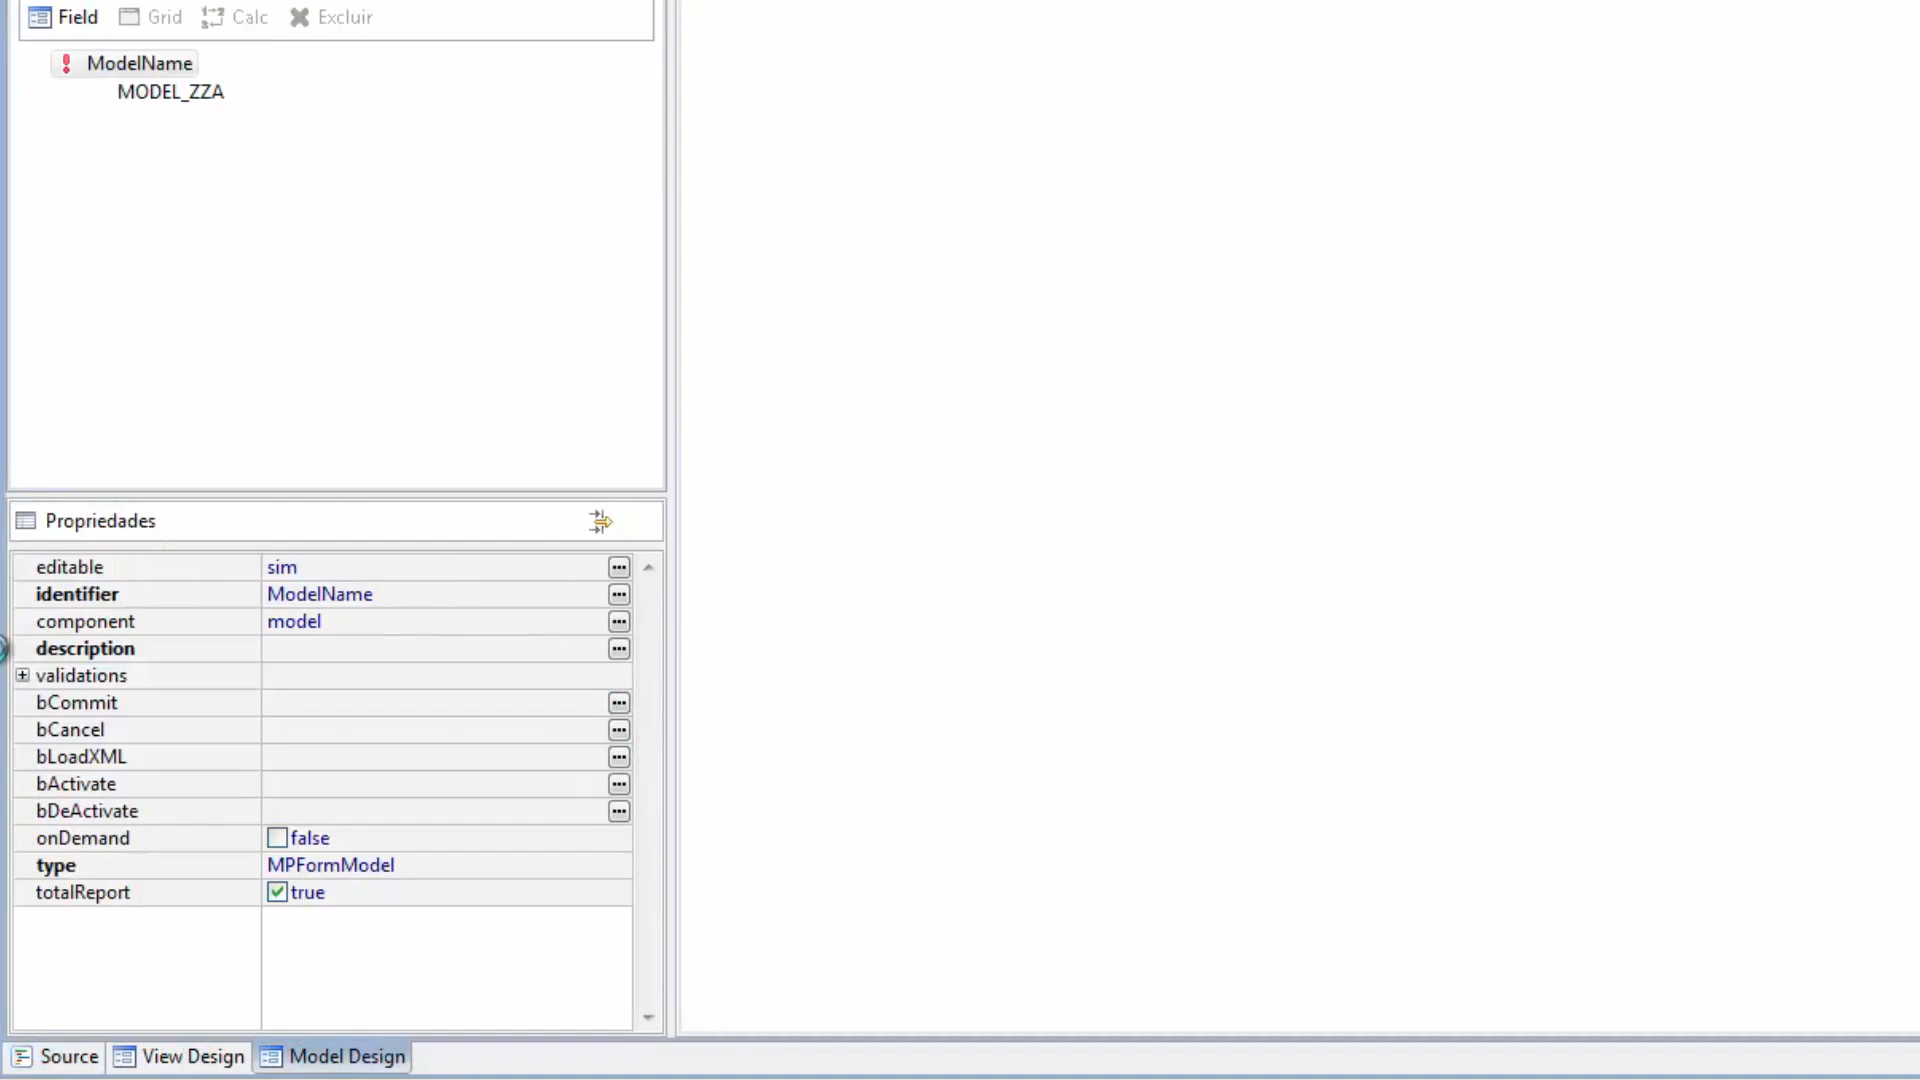 Field Grid Calc Excluir
ModelName
MODEL_ZZA
Propriedades
editable sim
identifier ModelName
component model
description
validations
bCommit
bCancel
bLoadXML
bActivate
bDeActivate
onDemand false
type MPFormModel
totalReport true
Source View Design Model Design